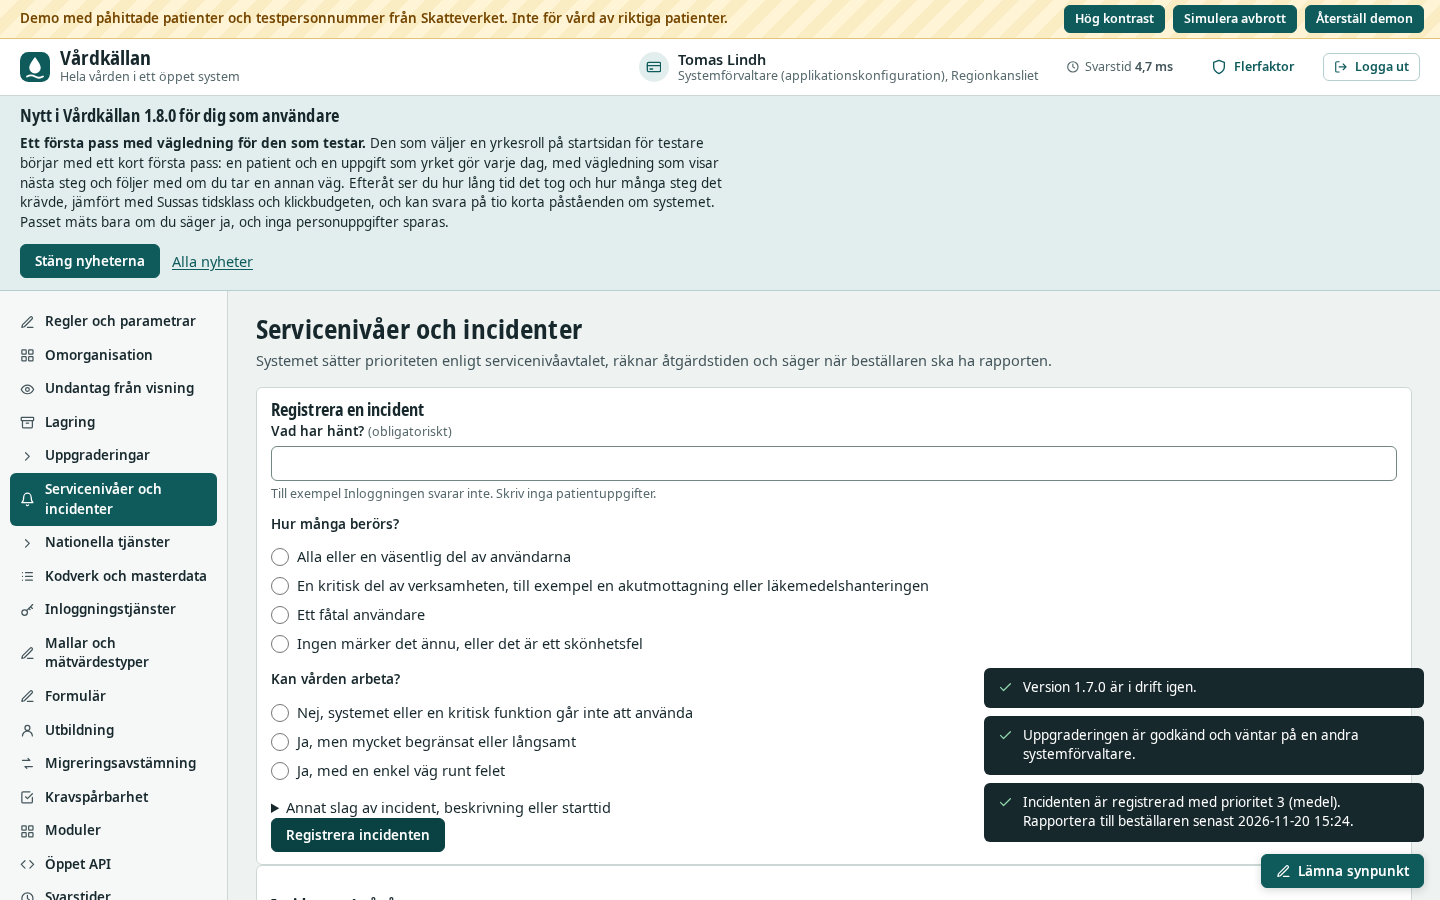 Demo med påhittade patienter och testpersonnummer från Skatteverket. Inte för vård av riktiga patienter.
Hög kontrast
Simulera avbrott
Återställ demon
Vårdkällan
Hela vården i ett öppet system
Tomas Lindh
Systemförvaltare (applikationskonfiguration), Regionkansliet
Svarstid 4,7 ms
Flerfaktor
Logga ut
Nytt i Vårdkällan 1.8.0 för dig som användare
Ett första pass med vägledning för den som testar. Den som väljer en yrkesroll på startsidan för testare
börjar med ett kort första pass: en patient och en uppgift som yrket gör varje dag, med vägledning som visar
nästa steg och följer med om du tar en annan väg. Efteråt ser du hur lång tid det tog och hur många steg det
krävde, jämfört med Sussas tidsklass och klickbudgeten, och kan svara på tio korta påståenden om systemet.
Passet mäts bara om du säger ja, och inga personuppgifter sparas.
Stäng nyheterna
Alla nyheter
Regler och parametrar
Omorganisation
Undantag från visning
Lagring
Uppgraderingar
Servicenivåer och
incidenter
Nationella tjänster
Kodverk och masterdata
Inloggningstjänster
Mallar och
mätvärdestyper
Formulär
Utbildning
Migreringsavstämning
Kravspårbarhet
Moduler
Öppet API
Svarstider
Servicenivåer och incidenter
Systemet sätter prioriteten enligt servicenivåavtalet, räknar åtgärdstiden och säger när beställaren ska ha rapporten.
Registrera en incident
Vad har hänt? (obligatoriskt)
Till exempel Inloggningen svarar inte. Skriv inga patientuppgifter.
Hur många berörs?
Alla eller en väsentlig del av användarna
En kritisk del av verksamheten, till exempel en akutmottagning eller läkemedelshanteringen
Ett fåtal användare
Ingen märker det ännu, eller det är ett skönhetsfel
Kan vården arbeta?
Nej, systemet eller en kritisk funktion går inte att använda
Ja, men mycket begränsat eller långsamt
Ja, med en enkel väg runt felet
Annat slag av incident, beskrivning eller starttid
Registrera incidenten
Version 1.7.0 är i drift igen.
Uppgraderingen är godkänd och väntar på en andra
systemförvaltare.
Incidenten är registrerad med prioritet 3 (medel).
Rapportera till beställaren senast 2026-11-20 15:24.
Lämna synpunkt